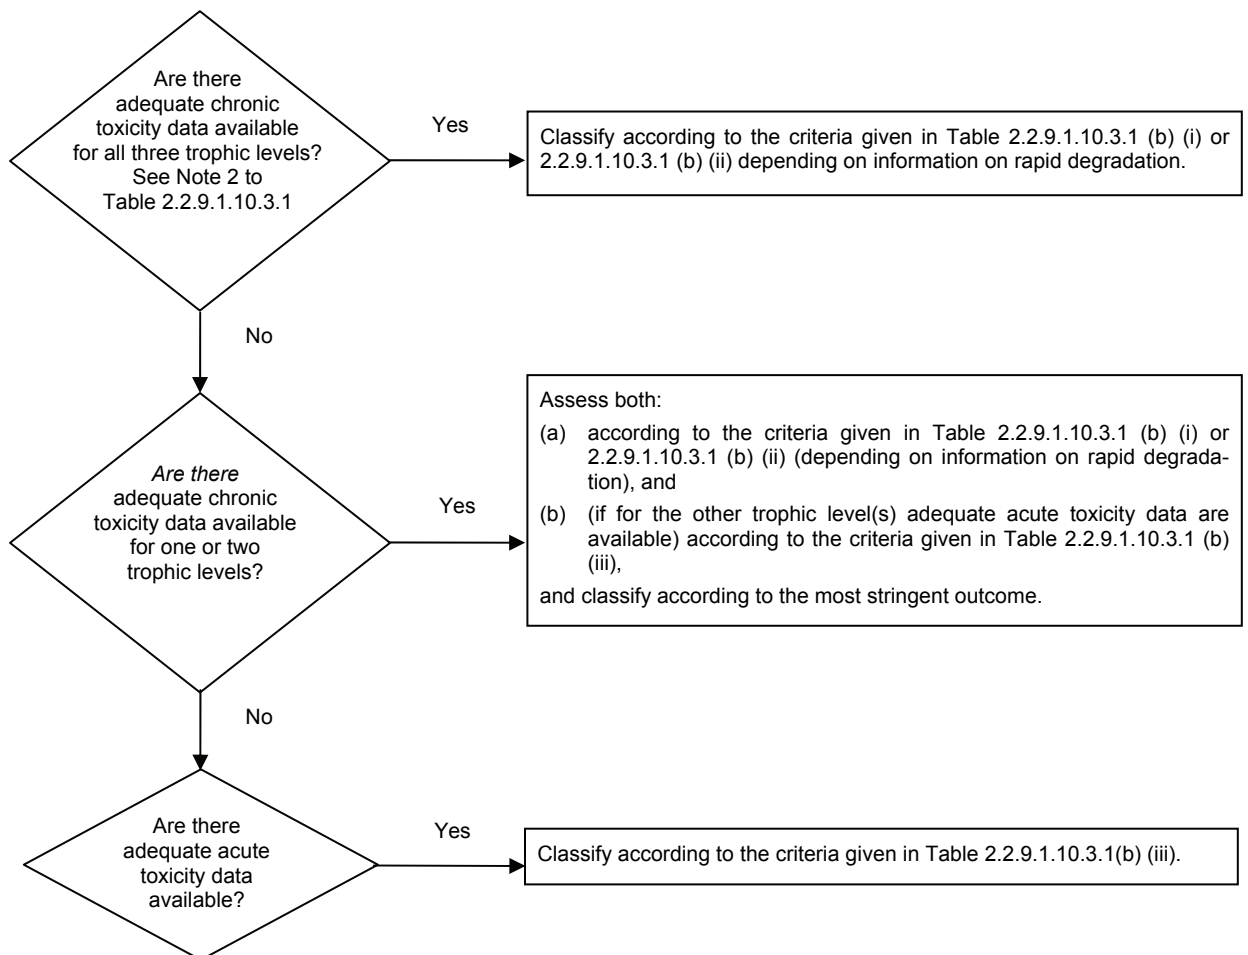 Are there
adequate chronic
toxicity data available
for all three trophic levels?
See Note 2 to
Table 2.2.9.1.10.3.1
Yes
Classify according to the criteria given in Table 2.2.9.1.10.3.1 (b) (i) or
2.2.9.1.10.3.1 (b) (ii) depending on information on rapid degradation.
No
Are there
adequate chronic
toxicity data available
for one or two
trophic levels?
Yes
Assess both:
(a) according to the criteria given in Table 2.2.9.1.10.3.1 (b) (i) or
2.2.9.1.10.3.1 (b) (ii) (depending on information on rapid degrada-
tion), and
(b) (if for the other trophic level(s) adequate acute toxicity data are
available) according to the criteria given in Table 2.2.9.1.10.3.1 (b)
(iii),
and classify according to the most stringent outcome.
No
Are there
adequate acute
toxicity data
available?
Yes
Classify according to the criteria given in Table 2.2.9.1.10.3.1(b) (iii).